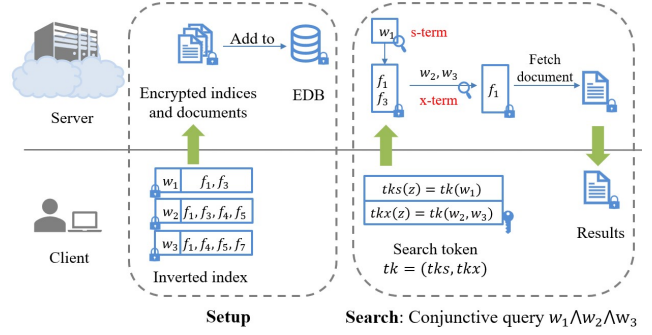 Server
Add to
Encrypted indices
and documents
EDB
w₁
s-term
f₁
f₃
w₂, w₃
x-term
f₁
Fetch
document
Client
w₁ f₁, f₃
w₂ f₁, f₃, f₄, f₅
w₃ f₁, f₄, f₅, f₇
Inverted index
tks(z) = tk(w₁)
tkx(z) = tk(w₂, w₃)
Search token
tk = (tks, tkx)
Results
Setup
Search: Conjunctive query w₁⋀w₂⋀w₃